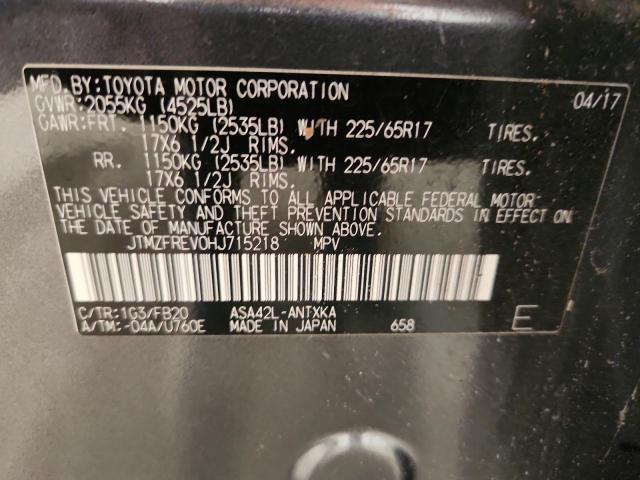 MFD.BY:TOYOTA MOTOR CORPORATION 04/17
GVWR:2055KG (4525LB)
GAWR:FRT. 1150KG (2535LB) WITH 225/65R17 TIRES.
17X6 1/2J RIMS.
RR. 1150KG (2535LB) WITH 225/65R17 TIRES.
17X6 1/2J RIMS.
THIS VEHICLE CONFORMS TO ALL APPLICABLE FEDERAL MOTOR
VEHICLE SAFETY AND THEFT PREVENTION STANDARDS IN EFFECT ON
THE DATE OF MANUFACTURE SHOWN ABOVE.
JTMZFREV0HJ715218 MPV
C/TR:1G3/FB20 ASA42L-ANTXKA
A/TM:-04A/U760E MADE IN JAPAN 658 E